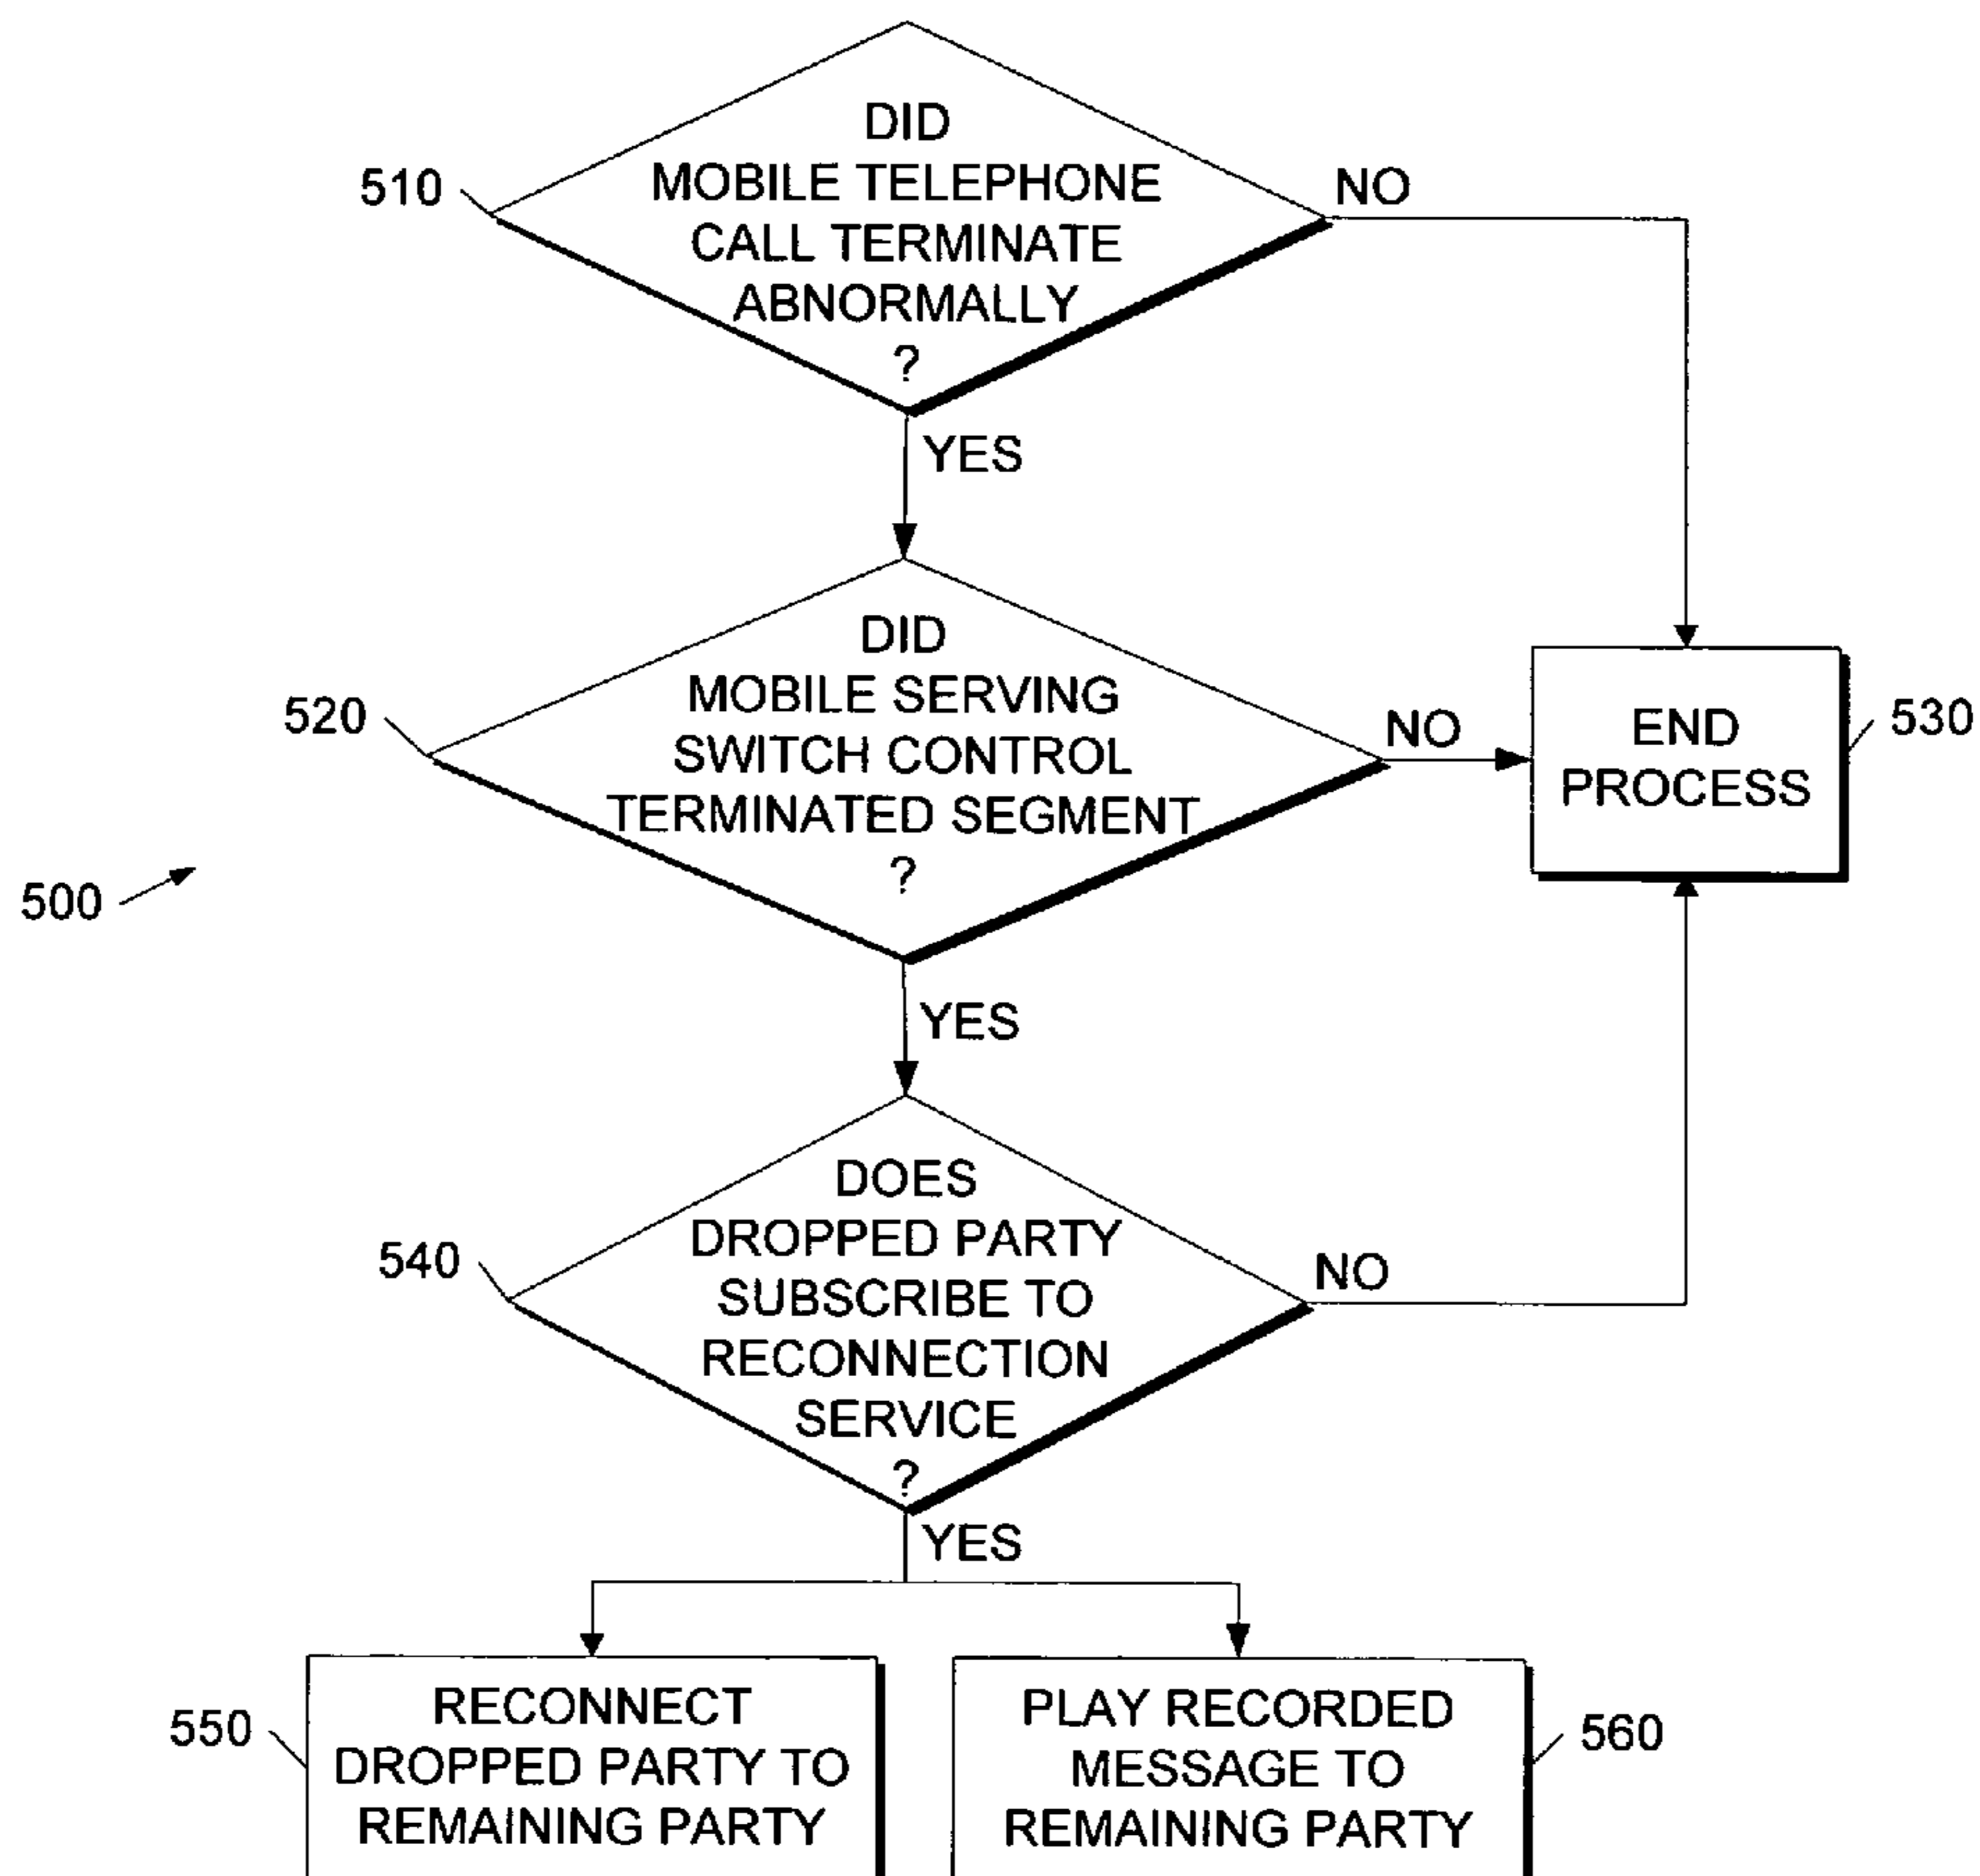 DID
MOBILE TELEPHONE
CALL TERMINATE
ABNORMALLY
?
510
NO
YES
DID
MOBILE SERVING
SWITCH CONTROL
TERMINATED SEGMENT
?
520
NO
END
PROCESS
530
500
YES
DOES
DROPPED PARTY
SUBSCRIBE TO
RECONNECTION
SERVICE
?
540
NO
YES
550
RECONNECT
DROPPED PARTY TO
REMAINING PARTY
PLAY RECORDED
MESSAGE TO
REMAINING PARTY
560